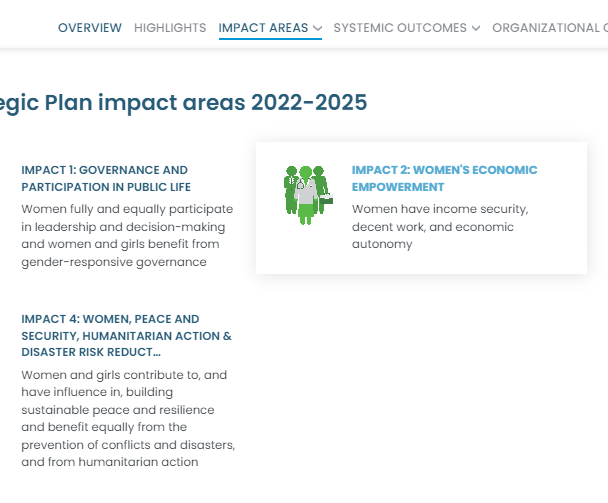 OVERVIEW HIGHLIGHTS IMPACT AREAS SYSTEMIC OUTCOMES ORGANIZATIONAL
Plan impact areas 2022-2025
IMPACT 1: GOVERNANCE AND
PARTICIPATION IN PUBLIC LIFE
Women fully and equally participate
in leadership and decision-making
and women and girls benefit from
gender-responsive governance
IMPACT 2: WOMEN'S ECONOMIC
EMPOWERMENT
Women have income security,
decent work, and economic
autonomy
IMPACT 4: WOMEN, PEACE AND
SECURITY, HUMANITARIAN ACTION &
DISASTER RISK REDUCT...
Women and girls contribute to, and
have influence in, building
sustainable peace and resilience
and benefit equally from the
prevention of conflicts and disasters,
and from humanitarian action